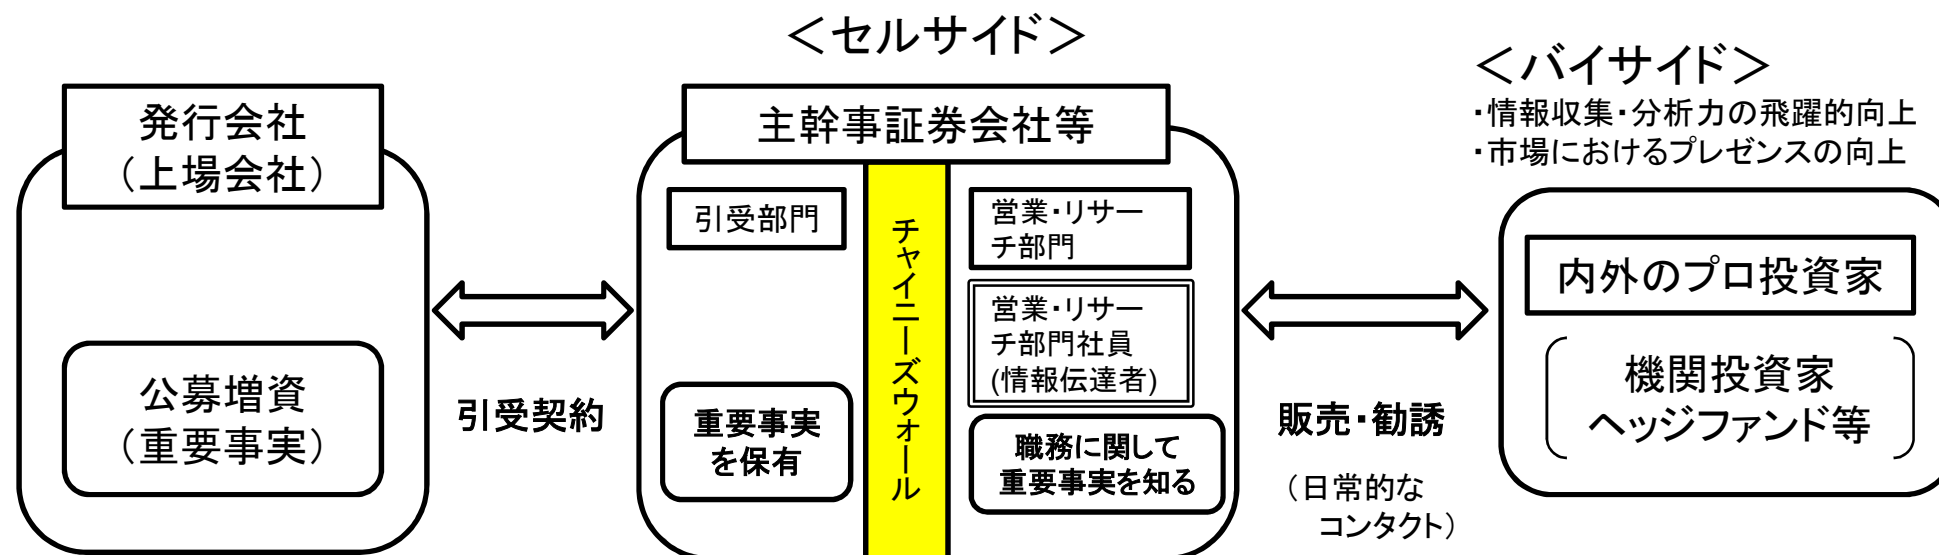 ＜セルサイド＞
＜バイサイド＞
・情報収集・分析力の飛躍的向上
・市場におけるプレゼンスの向上
発行会社
（上場会社）
公募増資
（重要事実）
引受契約
主幹事証券会社等
引受部門
重要事実
を保有
チャイニーズウォール
営業・リサー
チ部門
営業・リサー
チ部門社員
(情報伝達者)
職務に関して
重要事実を知る
販売・勧誘
（日常的な
コンタクト）
内外のプロ投資家
機関投資家
ヘッジファンド等